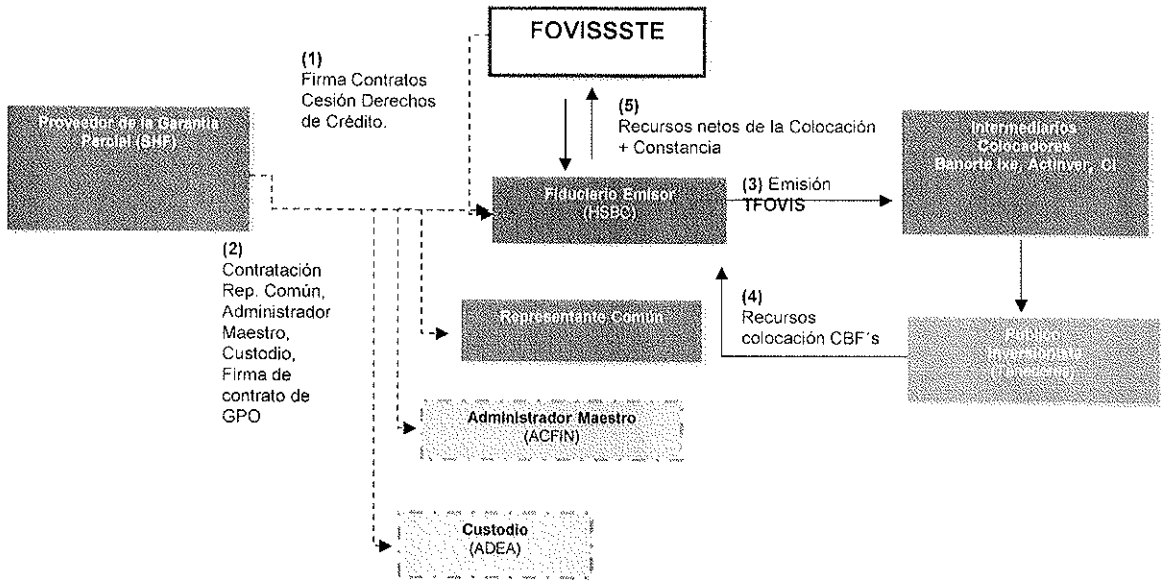 FOVISSSTE
(1)
Firma Contratos
Cesión Derechos
de Crédito.
(5)
Recursos netos de la Colocación
+ Constancia
Proveedor de la Garantía
Parcial (SHF)
Intermediarios
Colocadores
Banorte Ixe, Actinver, CI
Fiduciario Emisor
(HSBC)
(3) Emisión
TFOVIS
(2)
Contratación
Rep. Común,
Administrador
Maestro,
Custodio,
Firma de
contrato de
GPO
Representante Común
(4)
Recursos
colocación CBF´s
Público
Inversionista
(Tenedores)
Administrador Maestro
(ACFIN)
Custodio
(ADEA)